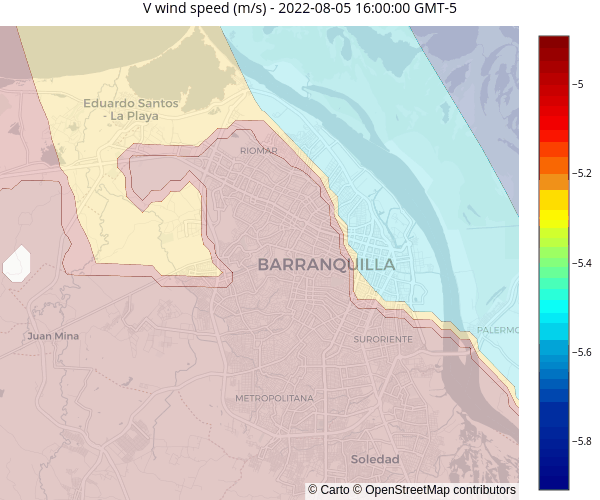 V wind speed (m/s) - 2022-08-05 16:00:00 GMT-5
−5
Eduardo Santos
- La Playa
RIOMAR
−5.2
BARRANQUILLA
−5.4
PALERMO
Juan Mina
SURORIENTE
−5.6
METROPOLITANA
−5.8
Soledad
© Carto © OpenStreetMap contributors